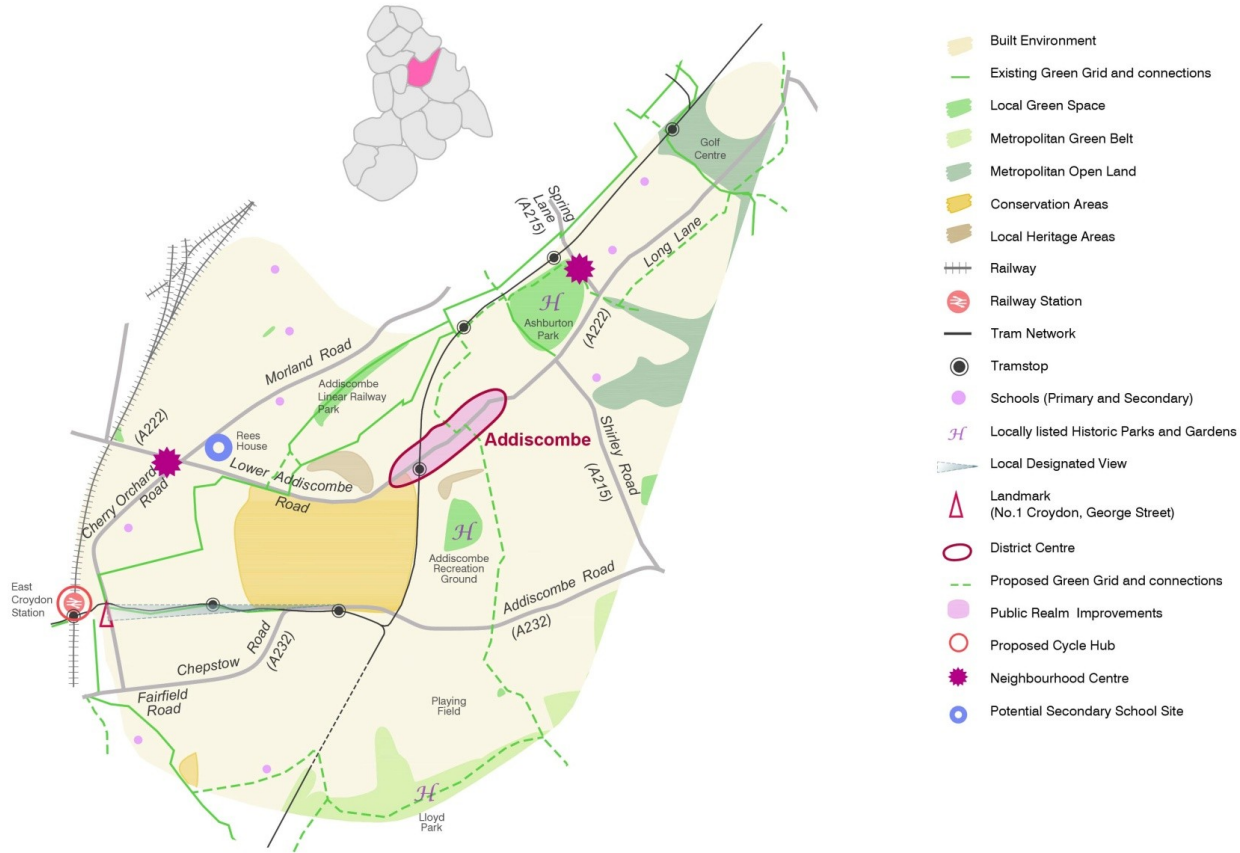 Golf
Centre
Spring
Lane
(A215)
Long Lane
Ashburton
Park
(A222)
Morland Road
Addiscombe
Linear Railway
Park
(A222)
Rees
House
Addiscombe
Cherry Orchard
Road
Lower Addiscombe
Road
Shirley Road
(A215)
Addiscombe
Recreation
Ground
East
Croydon
Station
Addiscombe Road
(A232)
Chepstow Road
(A232)
Fairfield
Road
Playing
Field
Lloyd
Park
Built Environment
Existing Green Grid and connections
Local Green Space
Metropolitan Green Belt
Metropolitan Open Land
Conservation Areas
Local Heritage Areas
Railway
Railway Station
Tram Network
Tramstop
Schools (Primary and Secondary)
H Locally listed Historic Parks and Gardens
Local Designated View
Landmark
(No.1 Croydon, George Street)
District Centre
Proposed Green Grid and connections
Public Realm Improvements
Proposed Cycle Hub
Neighbourhood Centre
Potential Secondary School Site